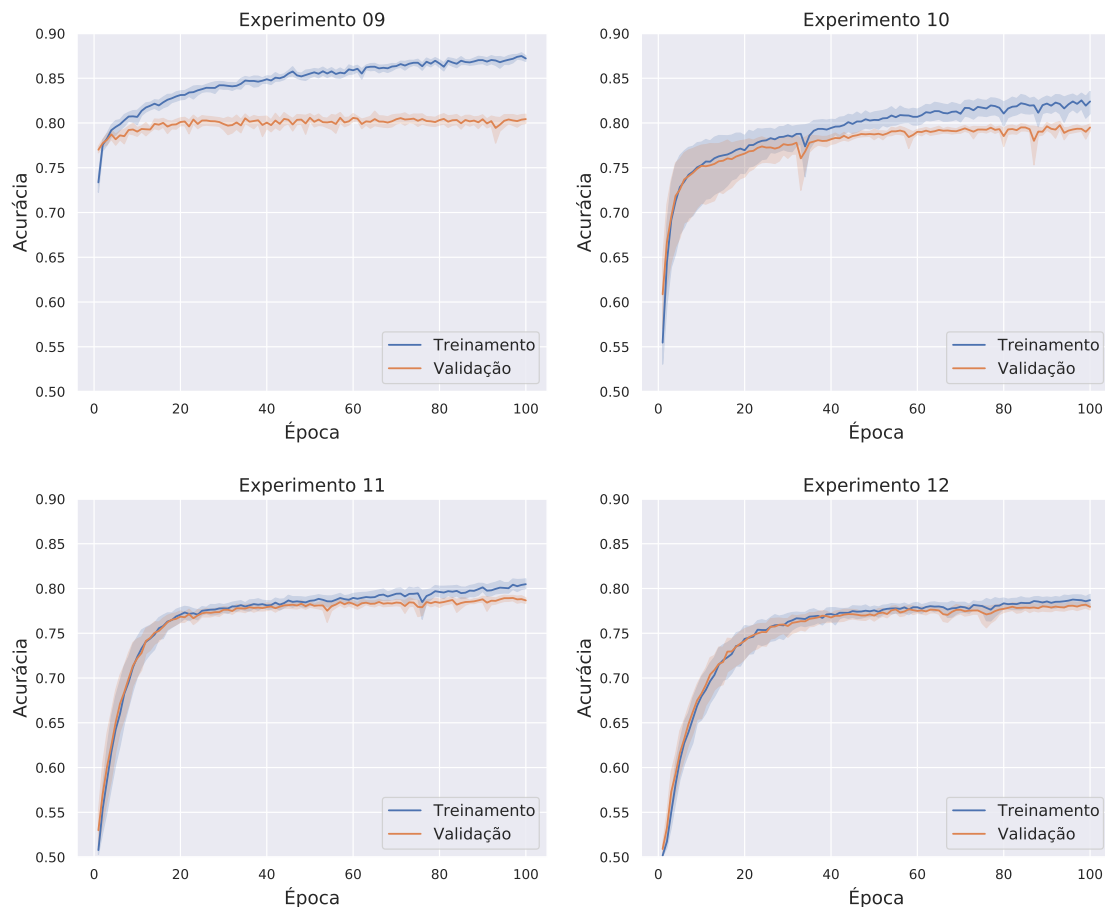 Experimento 09
0.90
0.85
0.80
0.75
0.70
0.65
0.60
0.55
0.50
Acurácia
Treinamento
Validação
0 20 40 60 80 100
Época
Experimento 10
0.90
0.85
0.80
0.75
0.70
0.65
0.60
0.55
0.50
Acurácia
Treinamento
Validação
0 20 40 60 80 100
Época
Experimento 11
0.90
0.85
0.80
0.75
0.70
0.65
0.60
0.55
0.50
Acurácia
Treinamento
Validação
0 20 40 60 80 100
Época
Experimento 12
0.90
0.85
0.80
0.75
0.70
0.65
0.60
0.55
0.50
Acurácia
Treinamento
Validação
0 20 40 60 80 100
Época